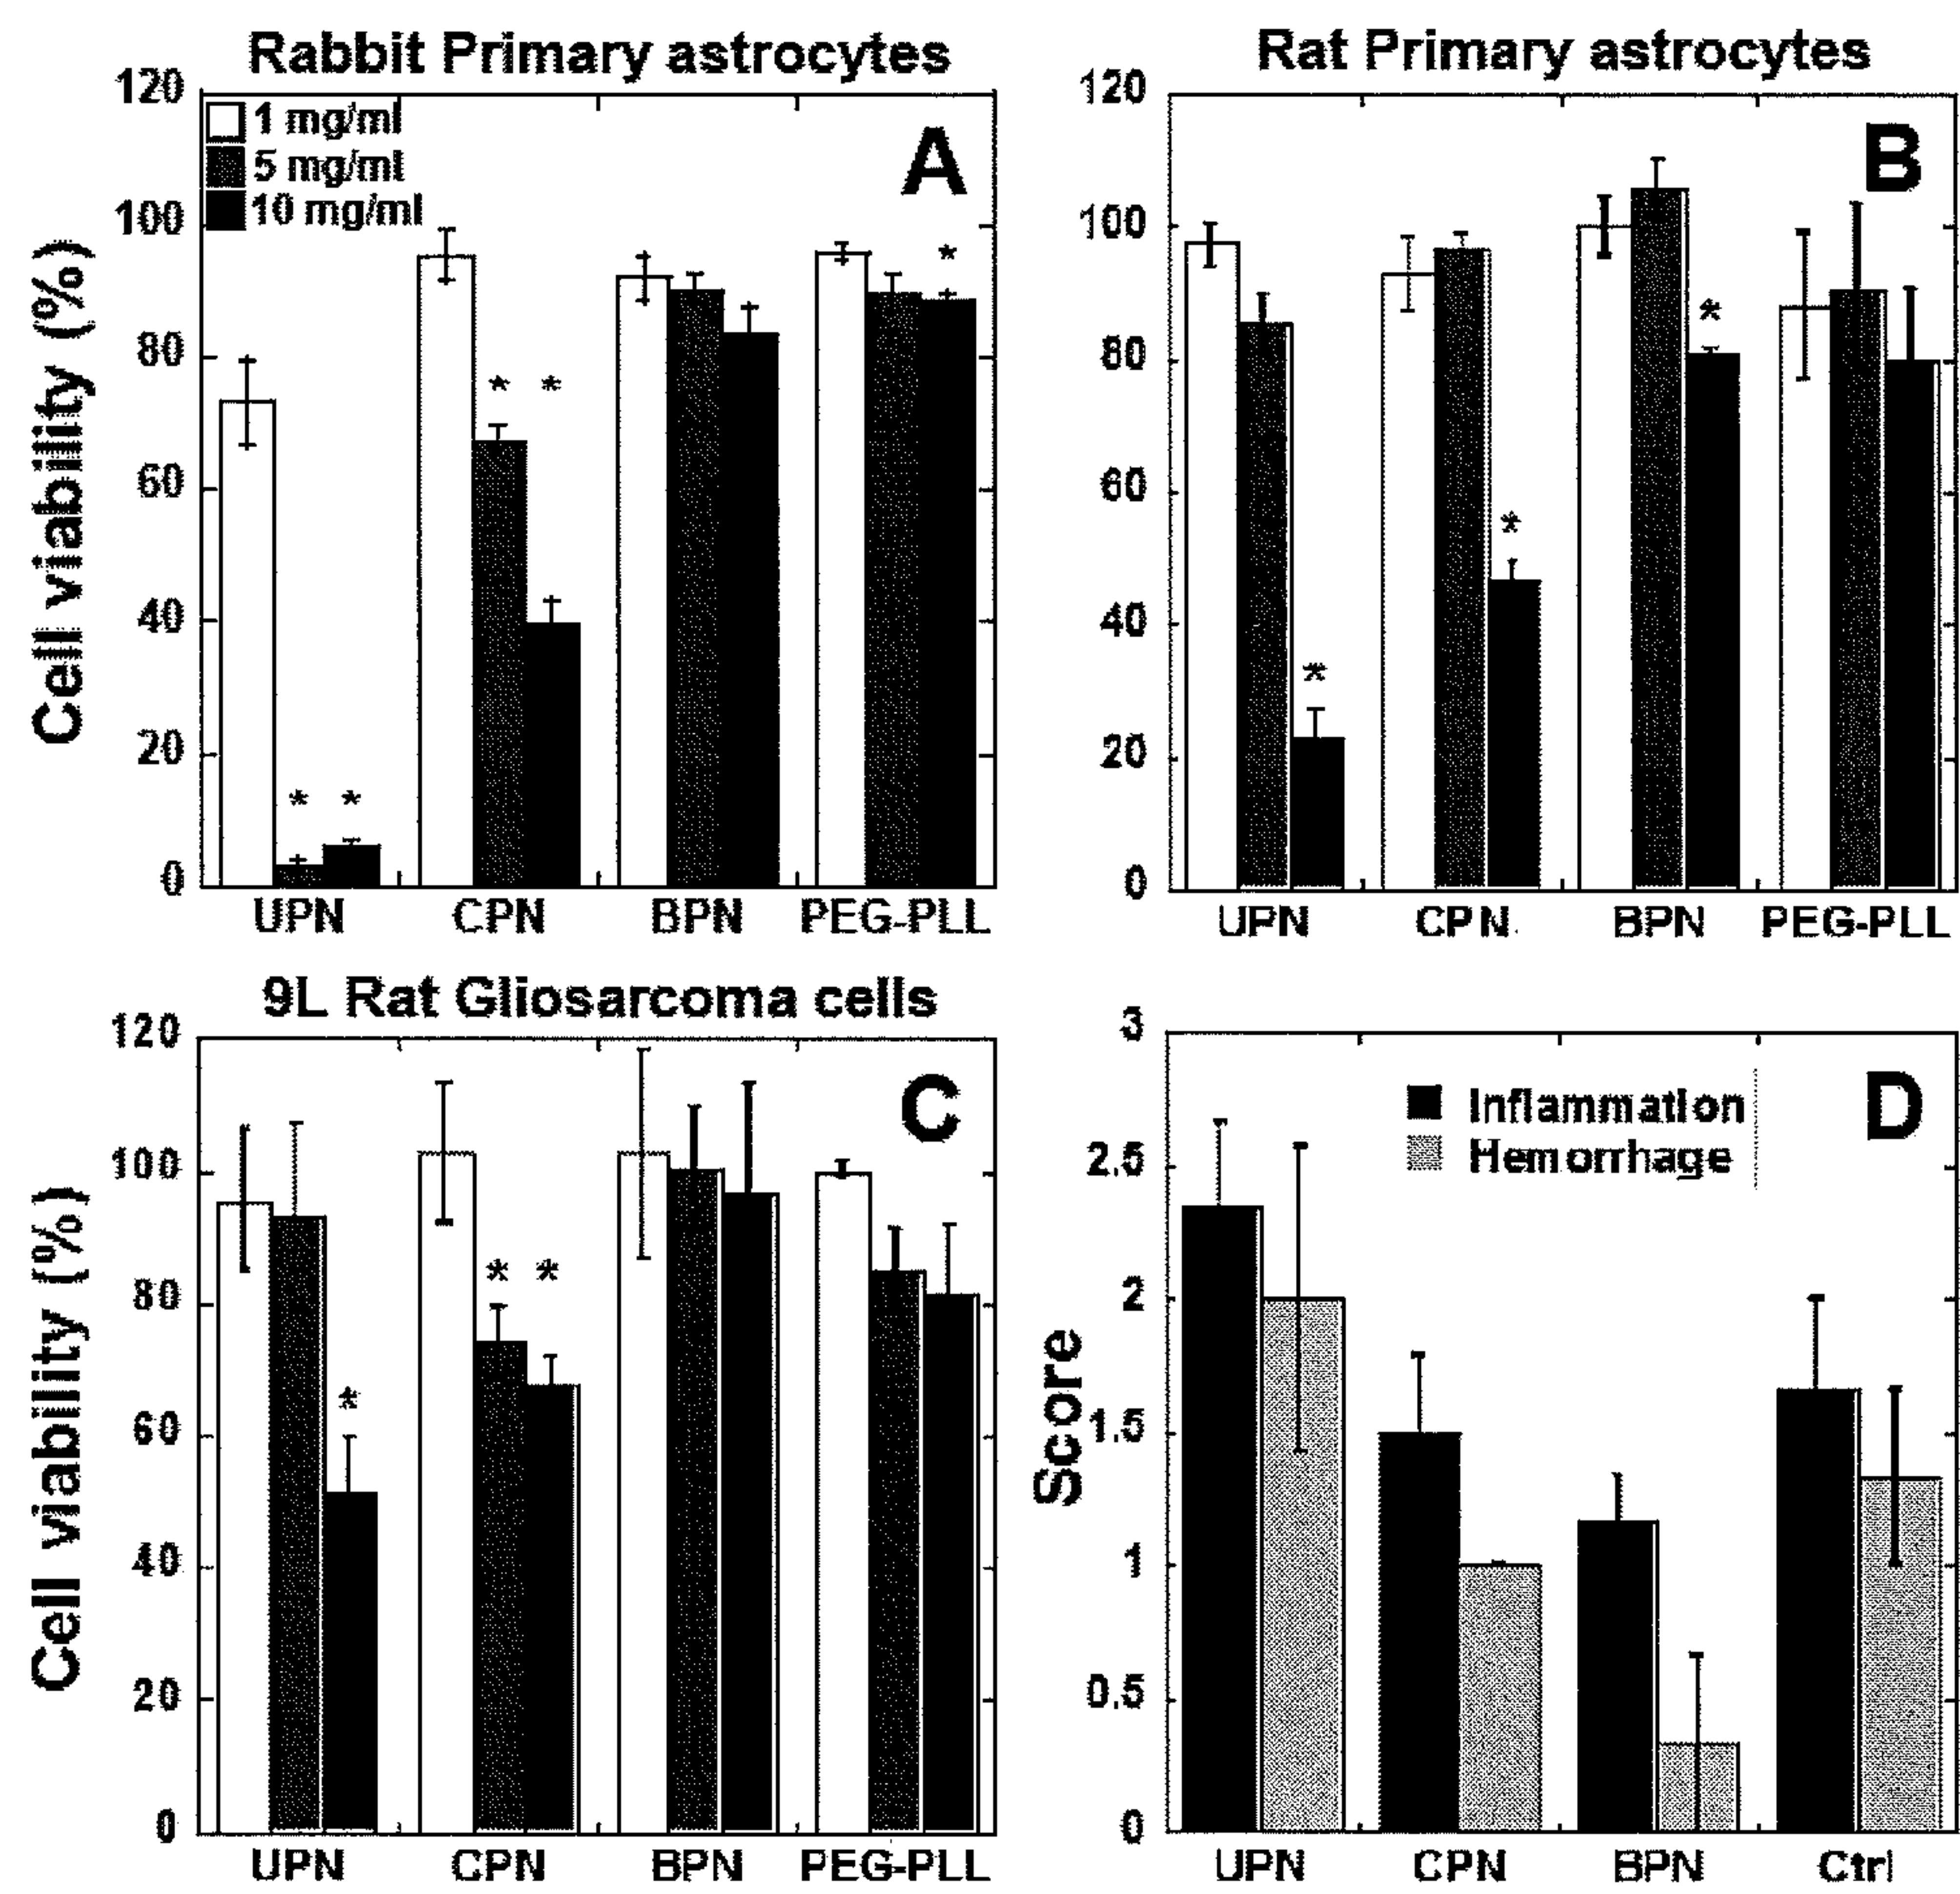 Rabbit Primary astrocytes
Cell viability (%)
120
100
80
60
40
20
0
1 mg/ml
5 mg/ml
10 mg/ml
A
* * * * *
UPN CPN BPN PEG-PLL
Rat Primary astrocytes
120
100
80
60
40
20
0
B
* * *
UPN CPN. BPN PEG-PLL
9L Rat Gliosarcoma cells
Cell viability (%)
120
100
80
60
40
20
0
C
* * *
UPN CPN BPN PEG-PLL
Score
3
2.5
2
1.5
1
0.5
0
Inflammation
Hemorrhage
D
UPN CPN BPN Ctrl